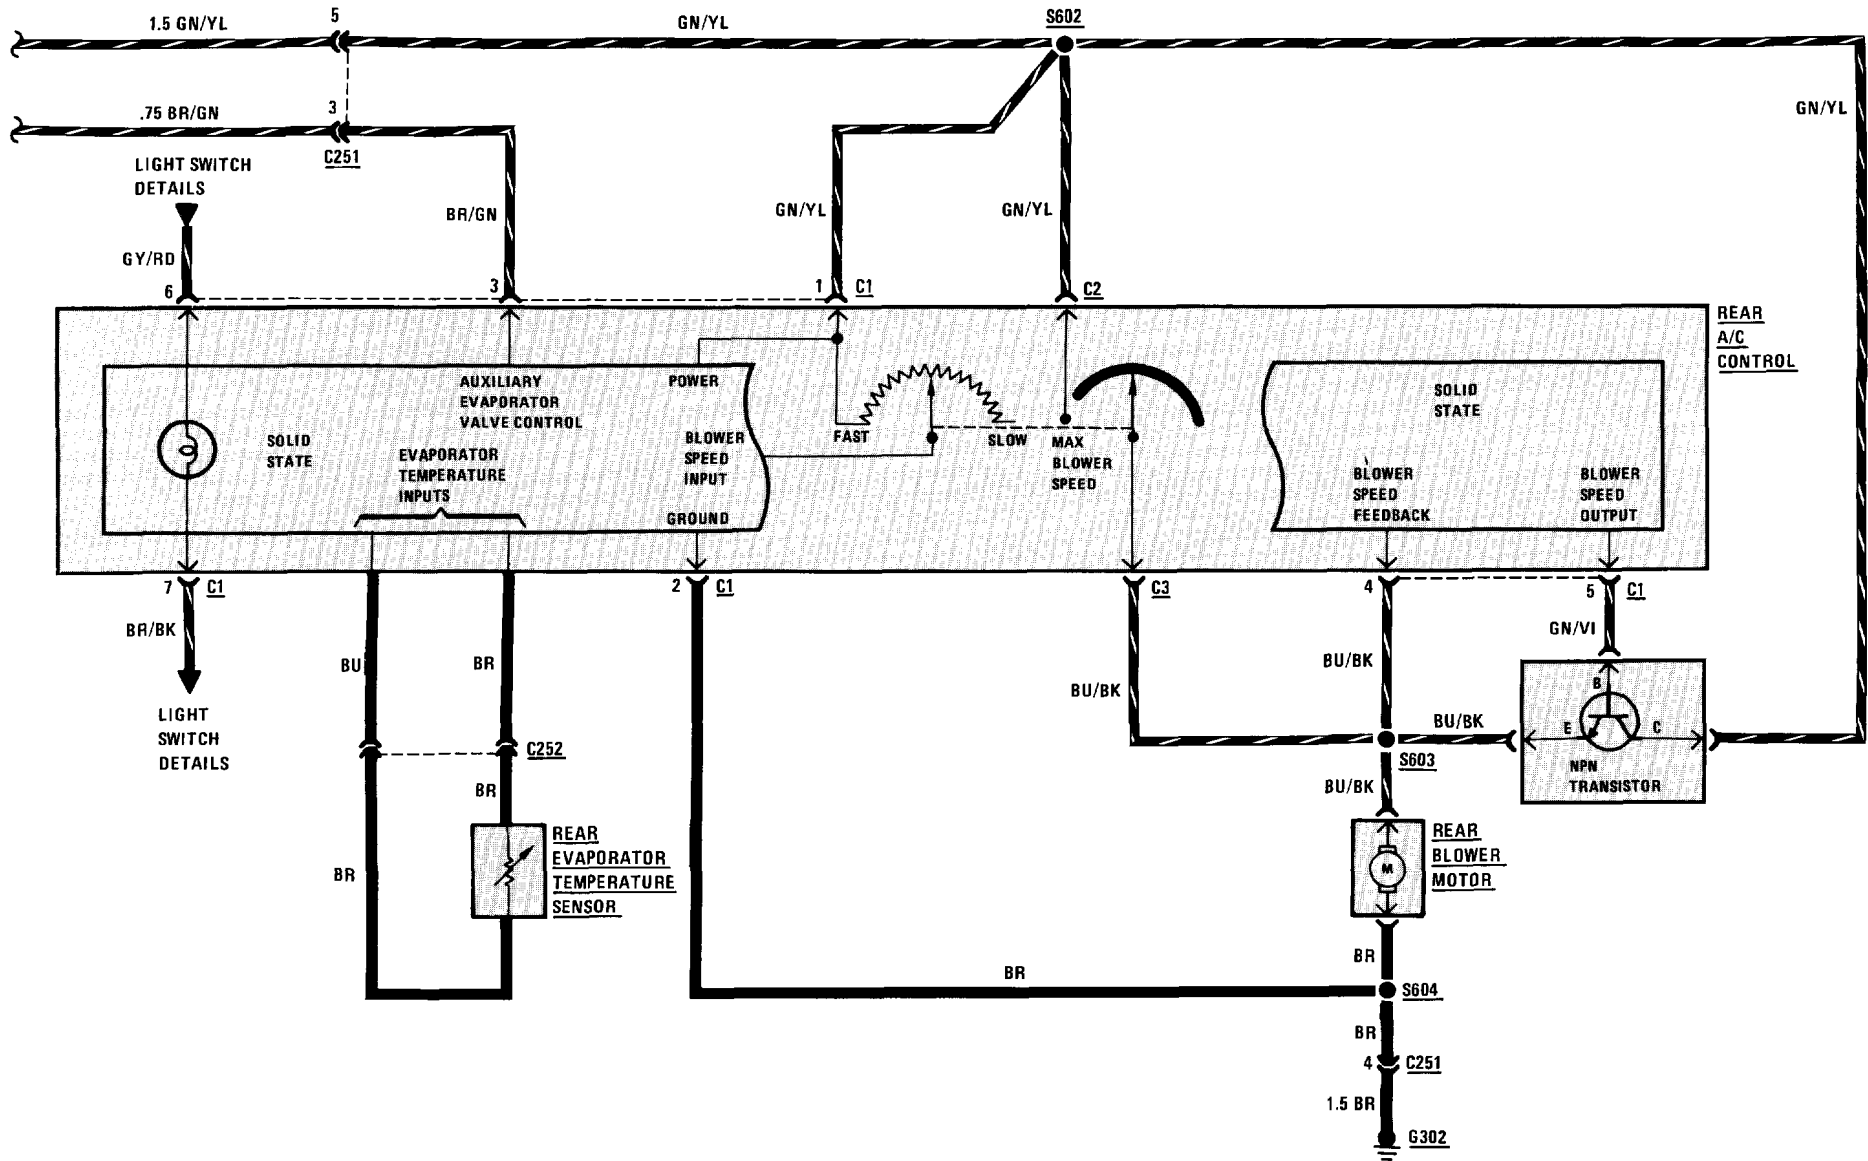 5
S602
1.5 GN/YL
GN/YL
GN/YL
3
.75 BR/GN
C251
LIGHT SWITCH
DETAILS
BR/GN
GN/YL
GN/YL
GY/RD
6
3
1
C1
C2
REAR
A/C
CONTROL
AUXILIARY
EVAPORATOR
VALVE CONTROL
POWER
SOLID
STATE
SOLID
STATE
EVAPORATOR
TEMPERATURE
INPUTS
BLOWER
SPEED
INPUT
FAST
SLOW
MAX
BLOWER
SPEED
BLOWER
SPEED
FEEDBACK
BLOWER
SPEED
OUTPUT
GROUND
7
C1
2
C1
C3
4
5
C1
BR/BK
GN/VI
BU
BR
BU/BK
BU/BK
BU/BK
B
E
C
NPN
TRANSISTOR
LIGHT
SWITCH
DETAILS
C252
S603
BR
BU/BK
REAR
EVAPORATOR
TEMPERATURE
SENSOR
REAR
BLOWER
MOTOR
M
BR
BR
BR
S604
BR
4
C251
1.5 BR
G302